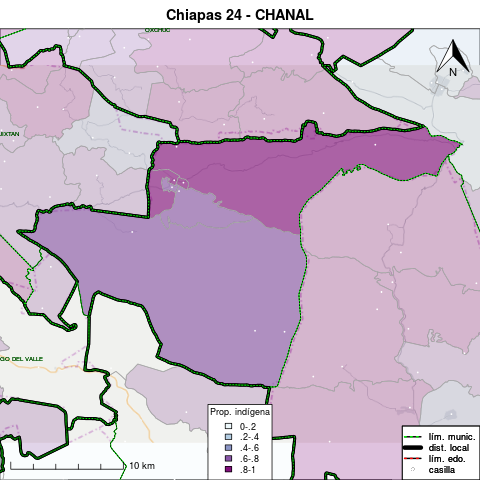 Chiapas 24 - CHANAL
OXCHUC
UIXTAN
N
GO DEL VALLE
Prop. indígena
0-.2
.2-.4
.4-.6
.6-.8
.8-1
10 km
lím. munic.
dist. local
lím. edo.
casilla